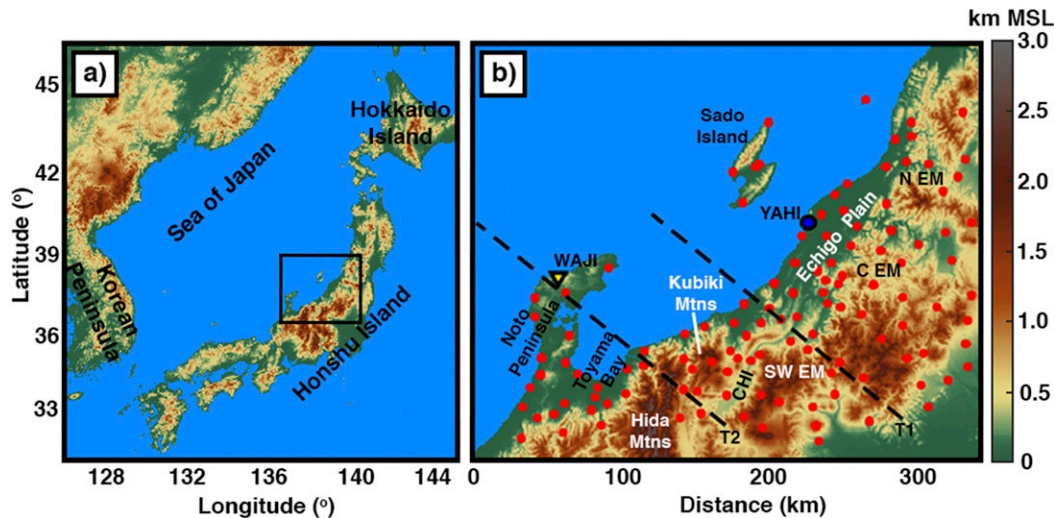 km MSL
a)
b)
3.0
2.5
2.0
1.5
1.0
0.5
0
45
42
39
36
33
Latitude (°)
128
132
136
140
144
Longitude (°)
Hokkaido
Island
Sea of Japan
Korean
Peninsula
Honshu Island
Sado
Island
YAHI
N EM
Echigo Plain
C EM
WAJI
Kubiki
Mtns
Noto
Peninsula
Toyama
Bay
CHI
SW EM
Hida
Mtns
T2
T1
0
100
200
300
Distance (km)